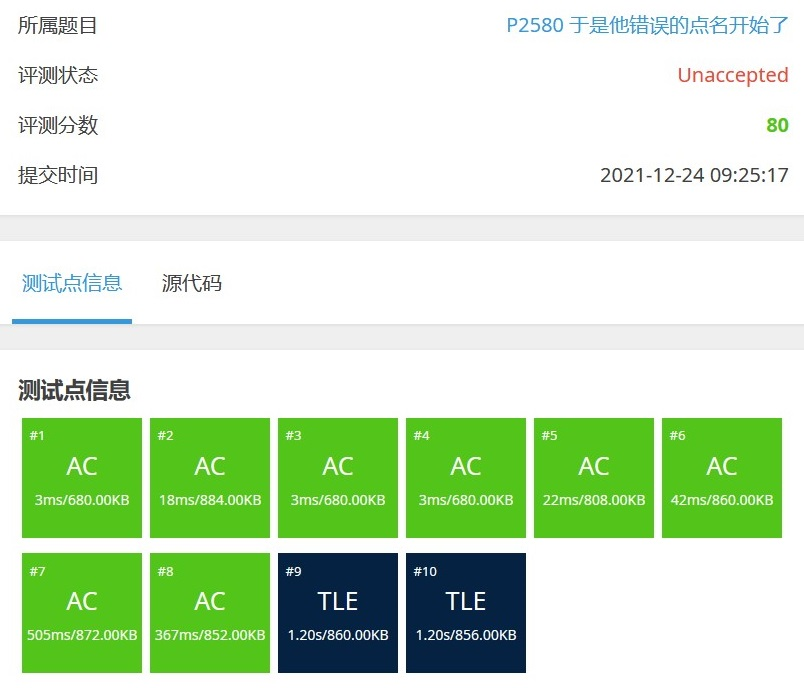 所属题目 P2580 于是他错误的点名开始了
评测状态 Unaccepted
评测分数 80
提交时间 2021-12-24 09:25:17
测试点信息 源代码
测试点信息
#1 #2 #3 #4 #5 #6
AC AC AC AC AC AC
3ms/680.00KB 18ms/884.00KB 3ms/680.00KB 3ms/680.00KB 22ms/808.00KB 42ms/860.00KB
#7 #8 #9 #10
AC AC TLE TLE
505ms/872.00KB 367ms/852.00KB 1.20s/860.00KB 1.20s/856.00KB